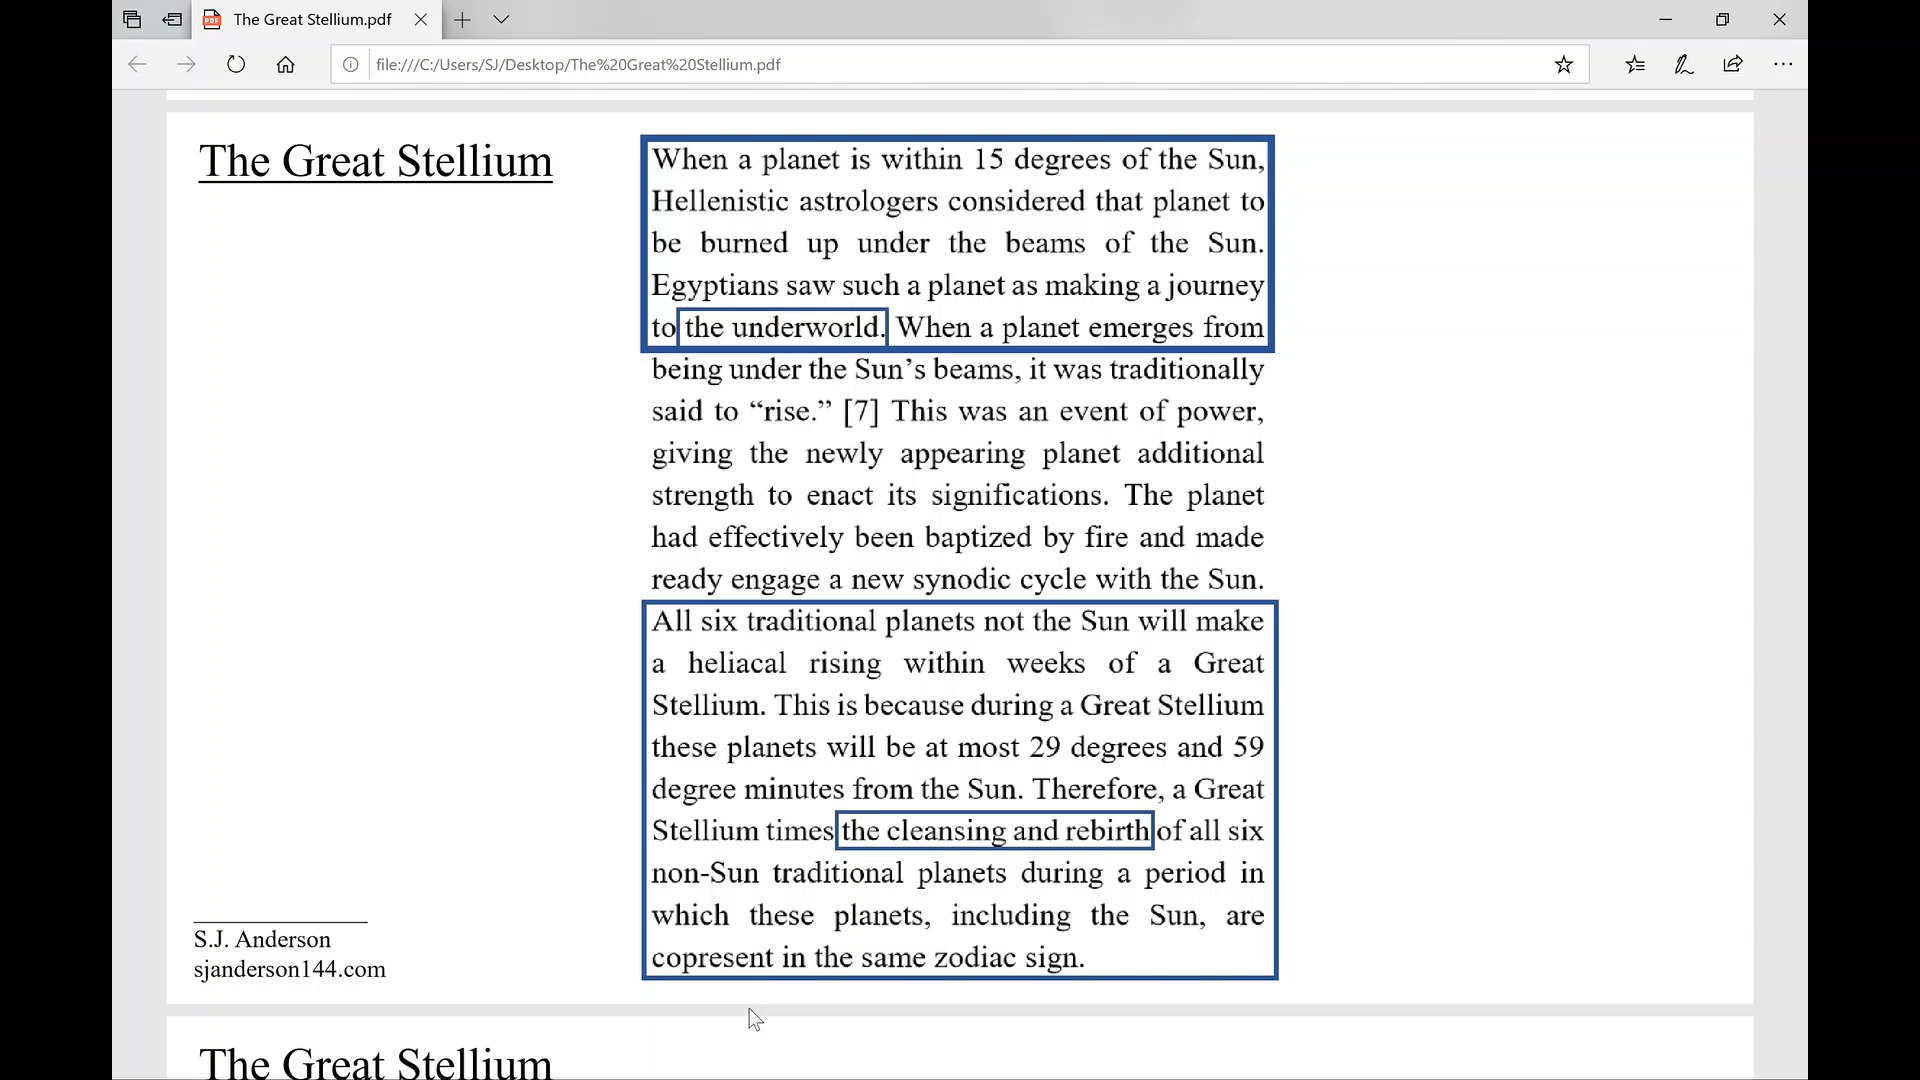 The Great Stellium.pdf
file:///C:/Users/SJ/Desktop/The%20Great%20Stellium.pdf
The Great Stellium
When a planet is within 15 degrees of the Sun,
Hellenistic astrologers considered that planet to
be burned up under the beams of the Sun.
Egyptians saw such a planet as making a journey
to the underworld. When a planet emerges from
being under the Sun’s beams, it was traditionally
said to “rise.” [7] This was an event of power,
giving the newly appearing planet additional
strength to enact its significations. The planet
had effectively been baptized by fire and made
ready engage a new synodic cycle with the Sun.
All six traditional planets not the Sun will make
a heliacal rising within weeks of a Great
Stellium. This is because during a Great Stellium
these planets will be at most 29 degrees and 59
degree minutes from the Sun. Therefore, a Great
Stellium times the cleansing and rebirth of all six
non-Sun traditional planets during a period in
which these planets, including the Sun, are
copresent in the same zodiac sign.
S.J. Anderson
sjanderson144.com
The Great Stellium